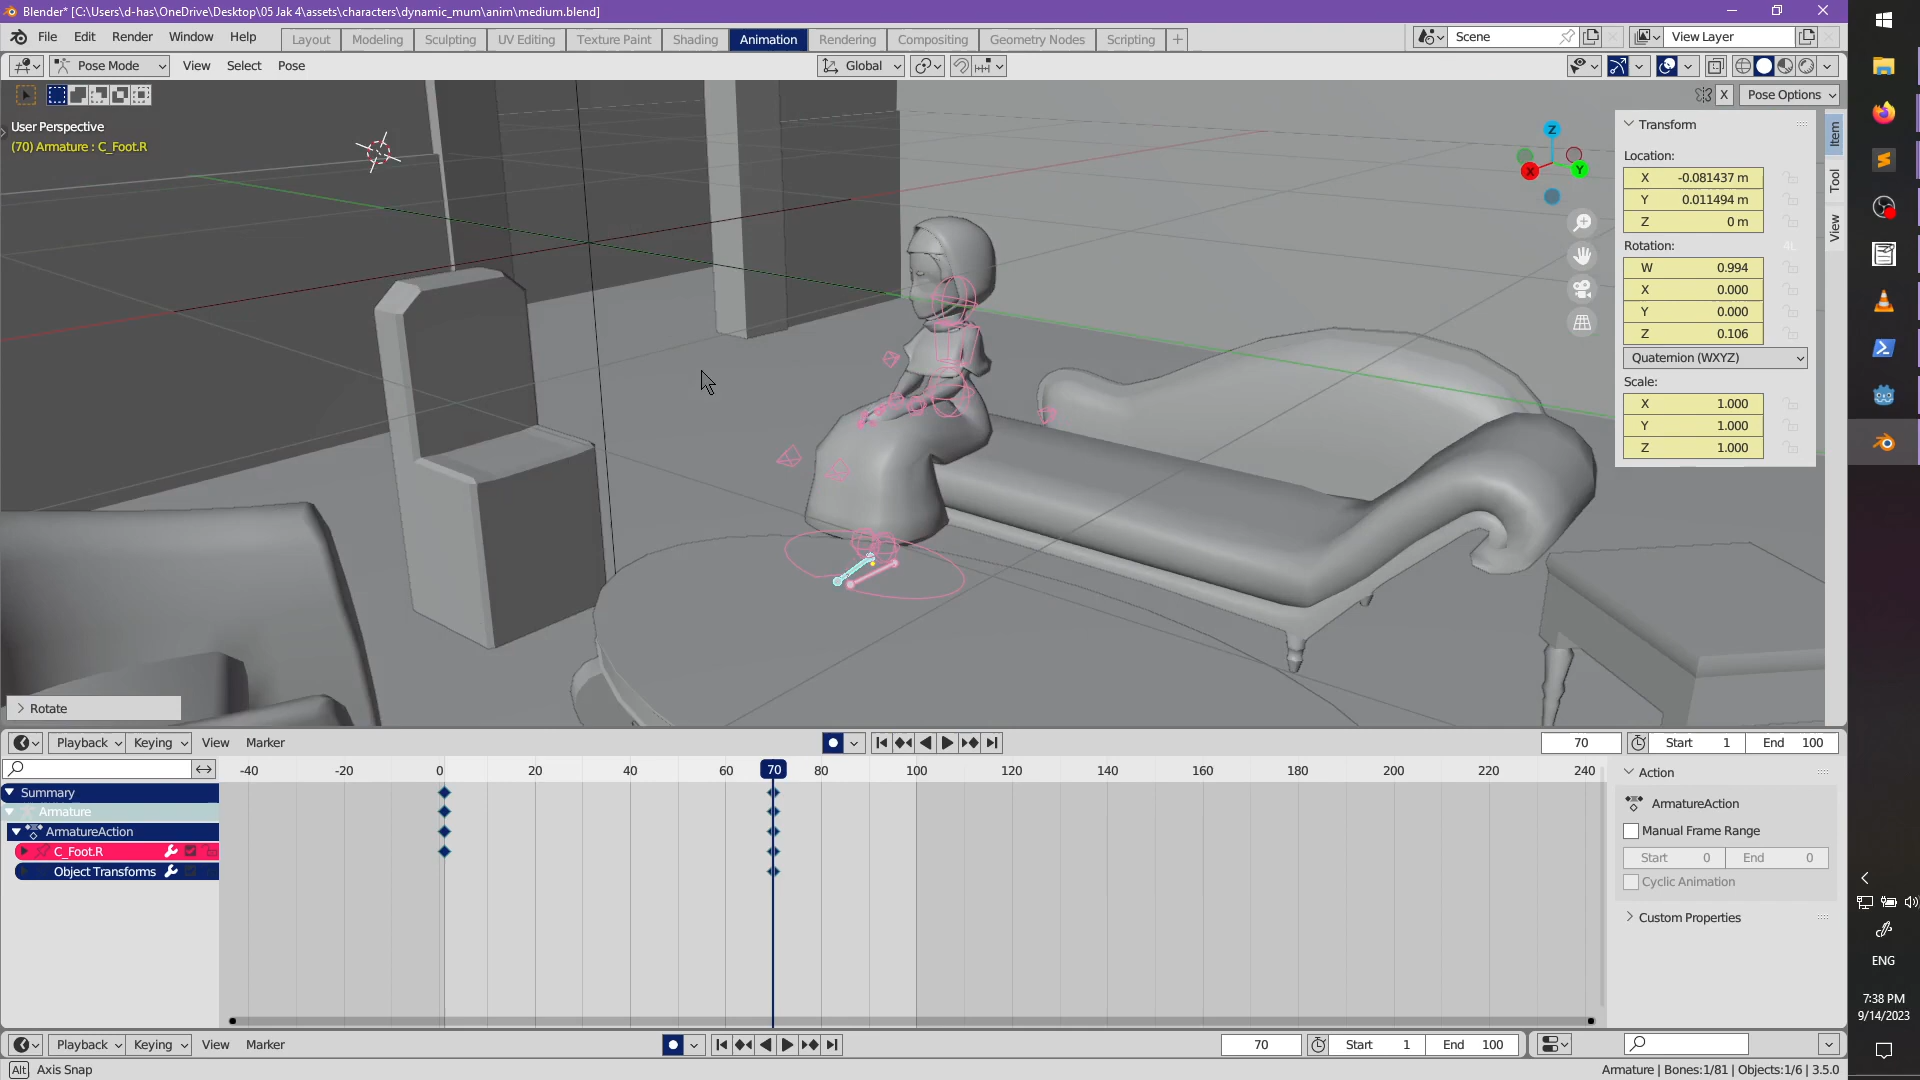 Blender* [C:\Users\d-has\OneDrive\Desktop\05 Jak 4\assets\characters\dynamic_mum\anim\medium.blend]
File Edit Render Window Help Layout Modeling Sculpting UV Editing Texture Paint Shading Animation Rendering Compositing Geometry Nodes Scripting + Scene View Layer
Pose Mode View Select Pose Global
X Pose Options
User Perspective
(70) Armature : C_Foot.R
Z
X
Y
Transform
Location:
X -0.081437 m
Y 0.011494 m
Z 0 m
Rotation: 4L
W 0.994
X 0.000
Y 0.000
Z 0.106
Quaternion (WXYZ)
Scale:
X 1.000
Y 1.000
Z 1.000
Item
Tool
View
Rotate
Playback Keying View Marker 70 Start 1 End 100
-40 -20 0 20 40 60 70 80 100 120 140 160 180 200 220 240
Summary
Armature
ArmatureAction
C_Foot.R
Object Transforms
Action
ArmatureAction
Manual Frame Range
Start 0 End 0
Cyclic Animation
Custom Properties
Playback Keying View Marker 70 Start 1 End 100
Alt Axis Snap
Armature | Bones:1/81 | Objects:1/6 | 3.5.0
ENG
7:38 PM
9/14/2023